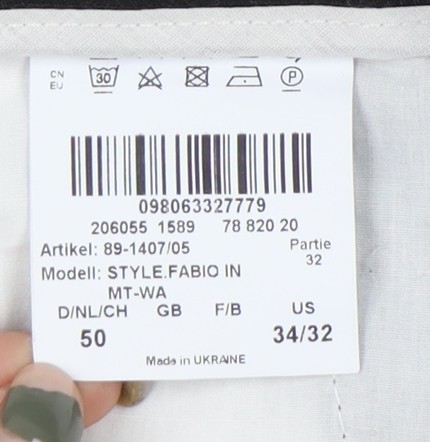 CN
EU
30
P
098063327779
206055 1589 78 820 20
Artikel: 89-1407/05 Partie
32
Modell: STYLE.FABIO IN
MT-WA
D/NL/CH GB F/B US
50 34/32
Made in UKRAINE